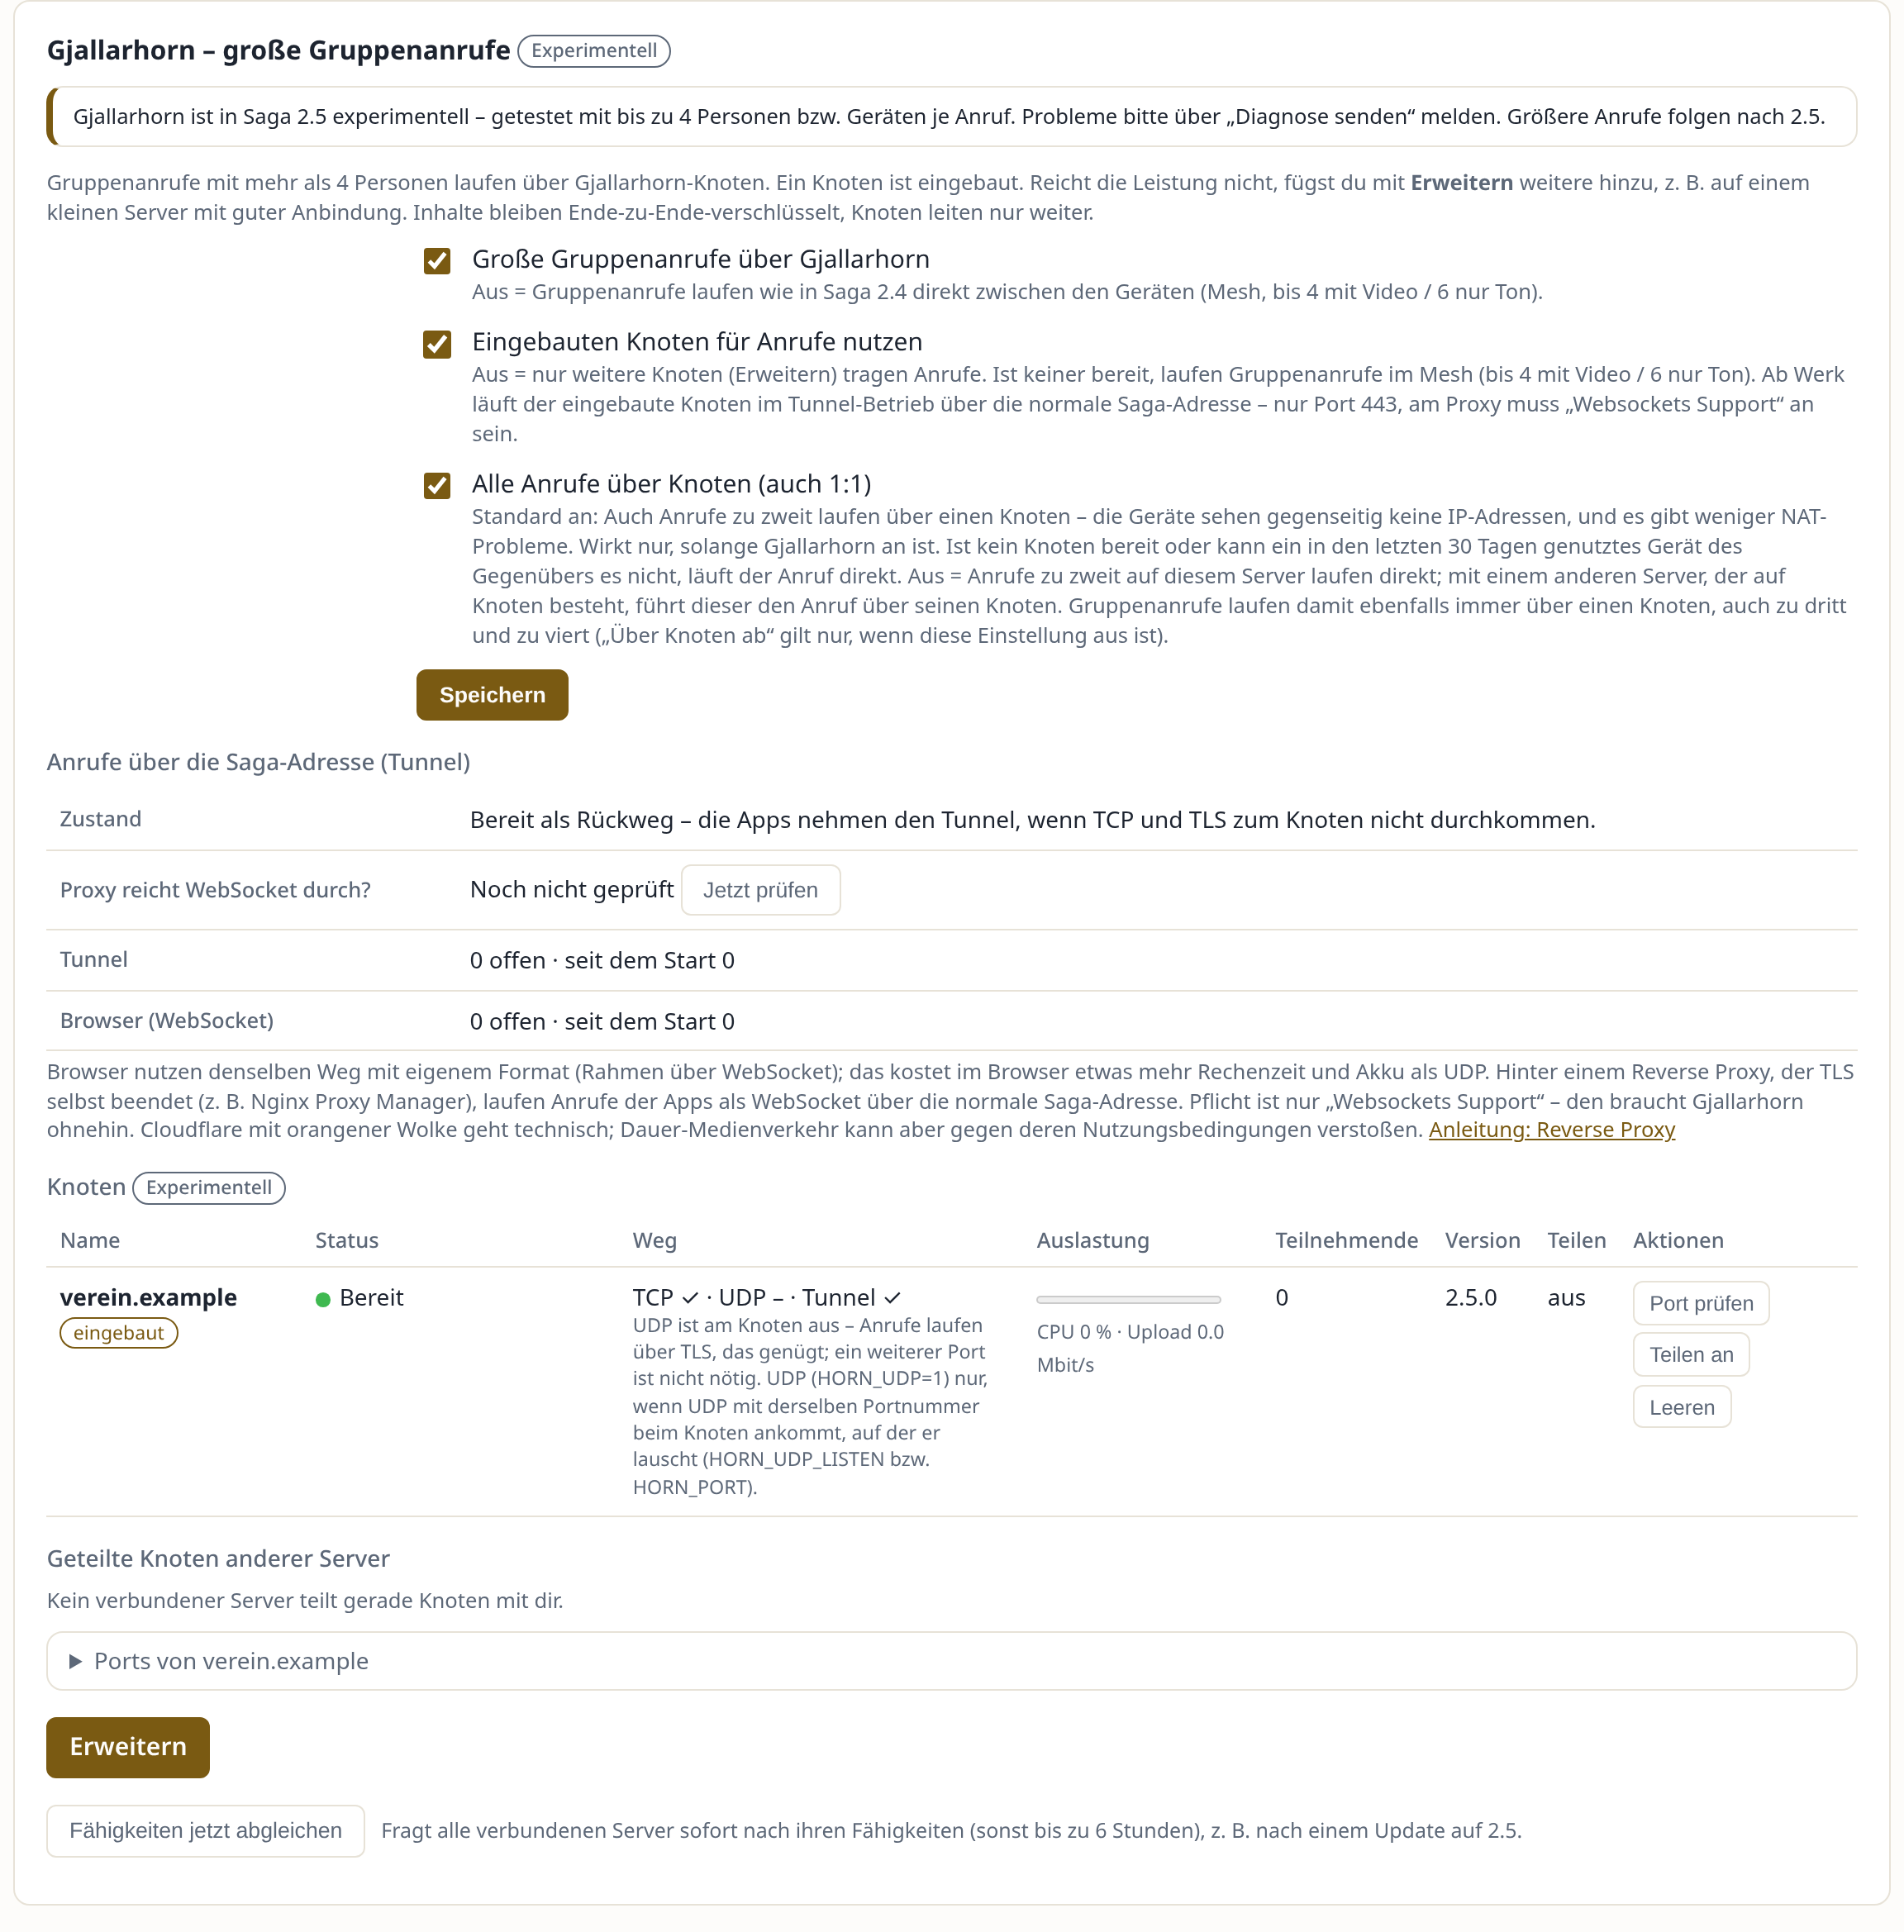 Gjallarhorn – große Gruppenanrufe Experimentell
Gjallarhorn ist in Saga 2.5 experimentell – getestet mit bis zu 4 Personen bzw. Geräten je Anruf. Probleme bitte über „Diagnose senden“ melden. Größere Anrufe folgen nach 2.5.
Gruppenanrufe mit mehr als 4 Personen laufen über Gjallarhorn-Knoten. Ein Knoten ist eingebaut. Reicht die Leistung nicht, fügst du mit Erweitern weitere hinzu, z. B. auf einem
kleinen Server mit guter Anbindung. Inhalte bleiben Ende-zu-Ende-verschlüsselt, Knoten leiten nur weiter.
Große Gruppenanrufe über Gjallarhorn
Aus = Gruppenanrufe laufen wie in Saga 2.4 direkt zwischen den Geräten (Mesh, bis 4 mit Video / 6 nur Ton).
Eingebauten Knoten für Anrufe nutzen
Aus = nur weitere Knoten (Erweitern) tragen Anrufe. Ist keiner bereit, laufen Gruppenanrufe im Mesh (bis 4 mit Video / 6 nur Ton). Ab Werk
läuft der eingebaute Knoten im Tunnel-Betrieb über die normale Saga-Adresse – nur Port 443, am Proxy muss „Websockets Support“ an
sein.
Alle Anrufe über Knoten (auch 1:1)
Standard an: Auch Anrufe zu zweit laufen über einen Knoten – die Geräte sehen gegenseitig keine IP-Adressen, und es gibt weniger NAT-
Probleme. Wirkt nur, solange Gjallarhorn an ist. Ist kein Knoten bereit oder kann ein in den letzten 30 Tagen genutztes Gerät des
Gegenübers es nicht, läuft der Anruf direkt. Aus = Anrufe zu zweit auf diesem Server laufen direkt; mit einem anderen Server, der auf
Knoten besteht, führt dieser den Anruf über seinen Knoten. Gruppenanrufe laufen damit ebenfalls immer über einen Knoten, auch zu dritt
und zu viert („Über Knoten ab“ gilt nur, wenn diese Einstellung aus ist).
Speichern
Anrufe über die Saga-Adresse (Tunnel)
Zustand Bereit als Rückweg – die Apps nehmen den Tunnel, wenn TCP und TLS zum Knoten nicht durchkommen.
Proxy reicht WebSocket durch? Noch nicht geprüft Jetzt prüfen
Tunnel 0 offen · seit dem Start 0
Browser (WebSocket) 0 offen · seit dem Start 0
Browser nutzen denselben Weg mit eigenem Format (Rahmen über WebSocket); das kostet im Browser etwas mehr Rechenzeit und Akku als UDP. Hinter einem Reverse Proxy, der TLS
selbst beendet (z. B. Nginx Proxy Manager), laufen Anrufe der Apps als WebSocket über die normale Saga-Adresse. Pflicht ist nur „Websockets Support“ – den braucht Gjallarhorn
ohnehin. Cloudflare mit orangener Wolke geht technisch; Dauer-Medienverkehr kann aber gegen deren Nutzungsbedingungen verstoßen. Anleitung: Reverse Proxy
Knoten Experimentell
Name Status Weg Auslastung Teilnehmende Version Teilen Aktionen
verein.example Bereit TCP ✓ · UDP – · Tunnel ✓ 0 2.5.0 aus Port prüfen
eingebaut
UDP ist am Knoten aus – Anrufe laufen
über TLS, das genügt; ein weiterer Port
ist nicht nötig. UDP (HORN_UDP=1) nur,
wenn UDP mit derselben Portnummer
beim Knoten ankommt, auf der er
lauscht (HORN_UDP_LISTEN bzw.
HORN_PORT).
CPU 0 % · Upload 0.0
Mbit/s
Teilen an
Leeren
Geteilte Knoten anderer Server
Kein verbundener Server teilt gerade Knoten mit dir.
Ports von verein.example
Erweitern
Fähigkeiten jetzt abgleichen Fragt alle verbundenen Server sofort nach ihren Fähigkeiten (sonst bis zu 6 Stunden), z. B. nach einem Update auf 2.5.